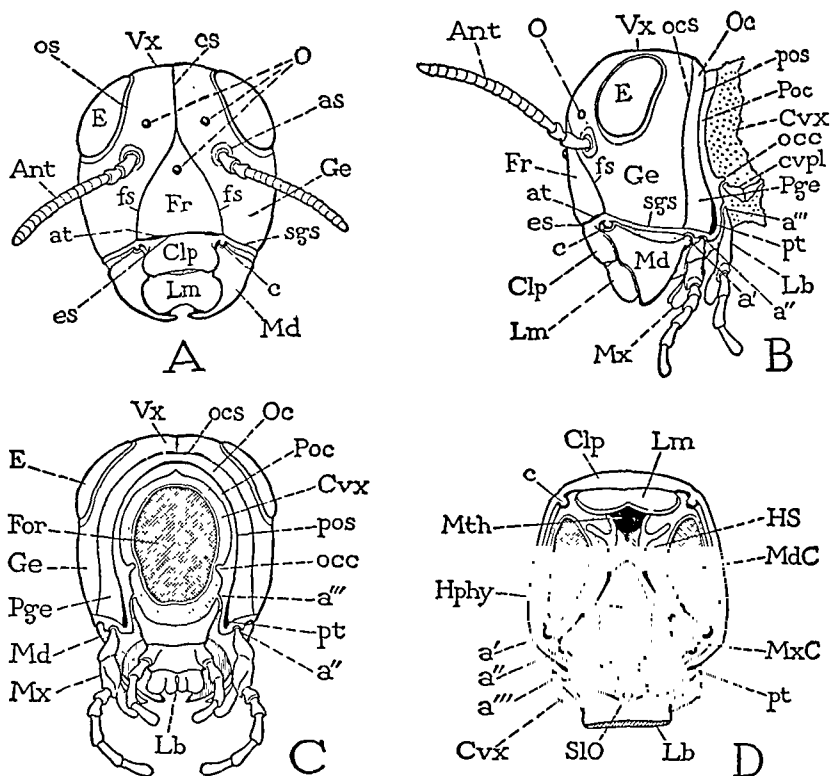 Vx
cs
O
os
as
E
Ant
Ge
fs
Fr
fs
at
sgs
Clp
es
Lm
c
Md
A
Ant
O
Vx
ocs
Oc
pos
E
Poc
Cvx
occ
Fr
fs
Ge
cvpl
Pge
at
sgs
a'''
es
pt
c
Md
Lb
Clp
a'
a''
Lm
Mx
B
Vx
ocs
Oc
E
Poc
Cvx
For
pos
Ge
occ
Pge
a'''
Md
pt
Mx
a''
Lb
C
Clp
Lm
c
Mth
HS
MdC
Hphy
a'
MxC
a''
a'''
pt
Cvx
SlO
Lb
D